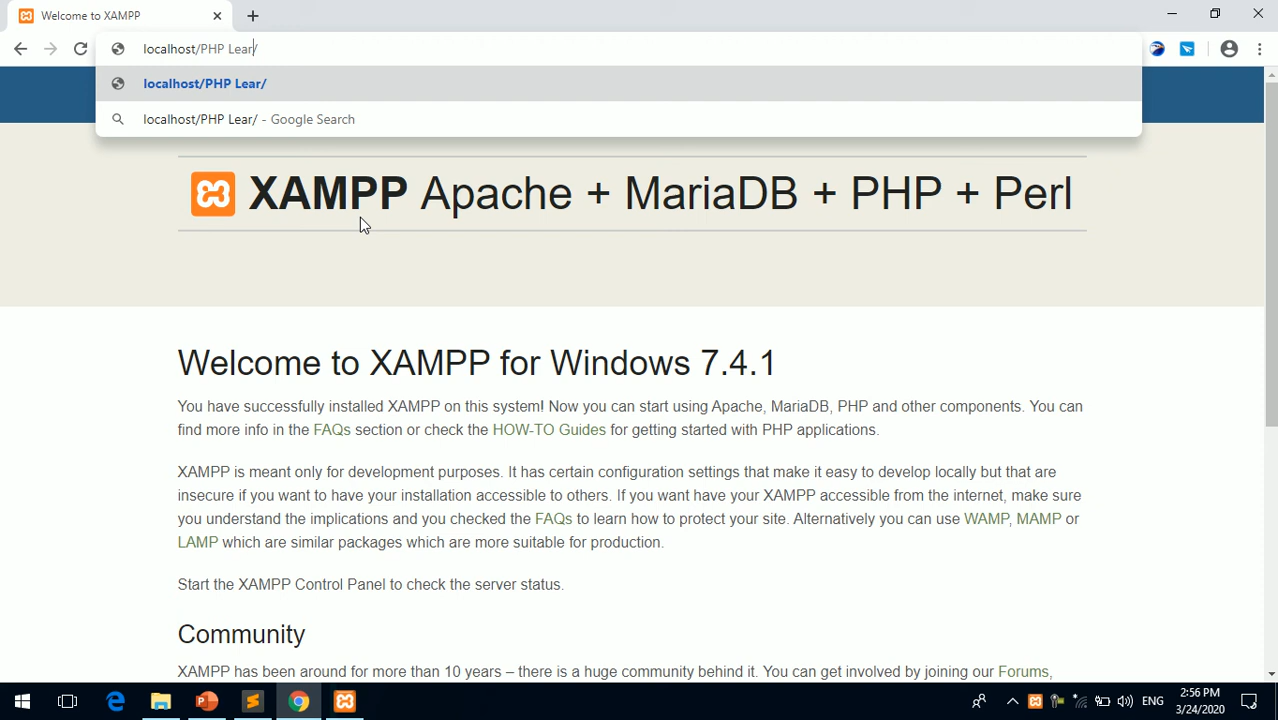 Welcome to XAMPP
localhost/PHP Lear/
localhost/PHP Lear/
localhost/PHP Lear/ - Google Search
XAMPP Apache + MariaDB + PHP + Perl
Welcome to XAMPP for Windows 7.4.1
You have successfully installed XAMPP on this system! Now you can start using Apache, MariaDB, PHP and other components. You can
find more info in the FAQs section or check the HOW-TO Guides for getting started with PHP applications.
XAMPP is meant only for development purposes. It has certain configuration settings that make it easy to develop locally but that are
insecure if you want to have your installation accessible to others. If you want have your XAMPP accessible from the internet, make sure
you understand the implications and you checked the FAQs to learn how to protect your site. Alternatively you can use WAMP, MAMP or
LAMP which are similar packages which are more suitable for production.
Start the XAMPP Control Panel to check the server status.
Community
XAMPP has been around for more than 10 years – there is a huge community behind it. You can get involved by joining our Forums,
ENG
2:56 PM
3/24/2020